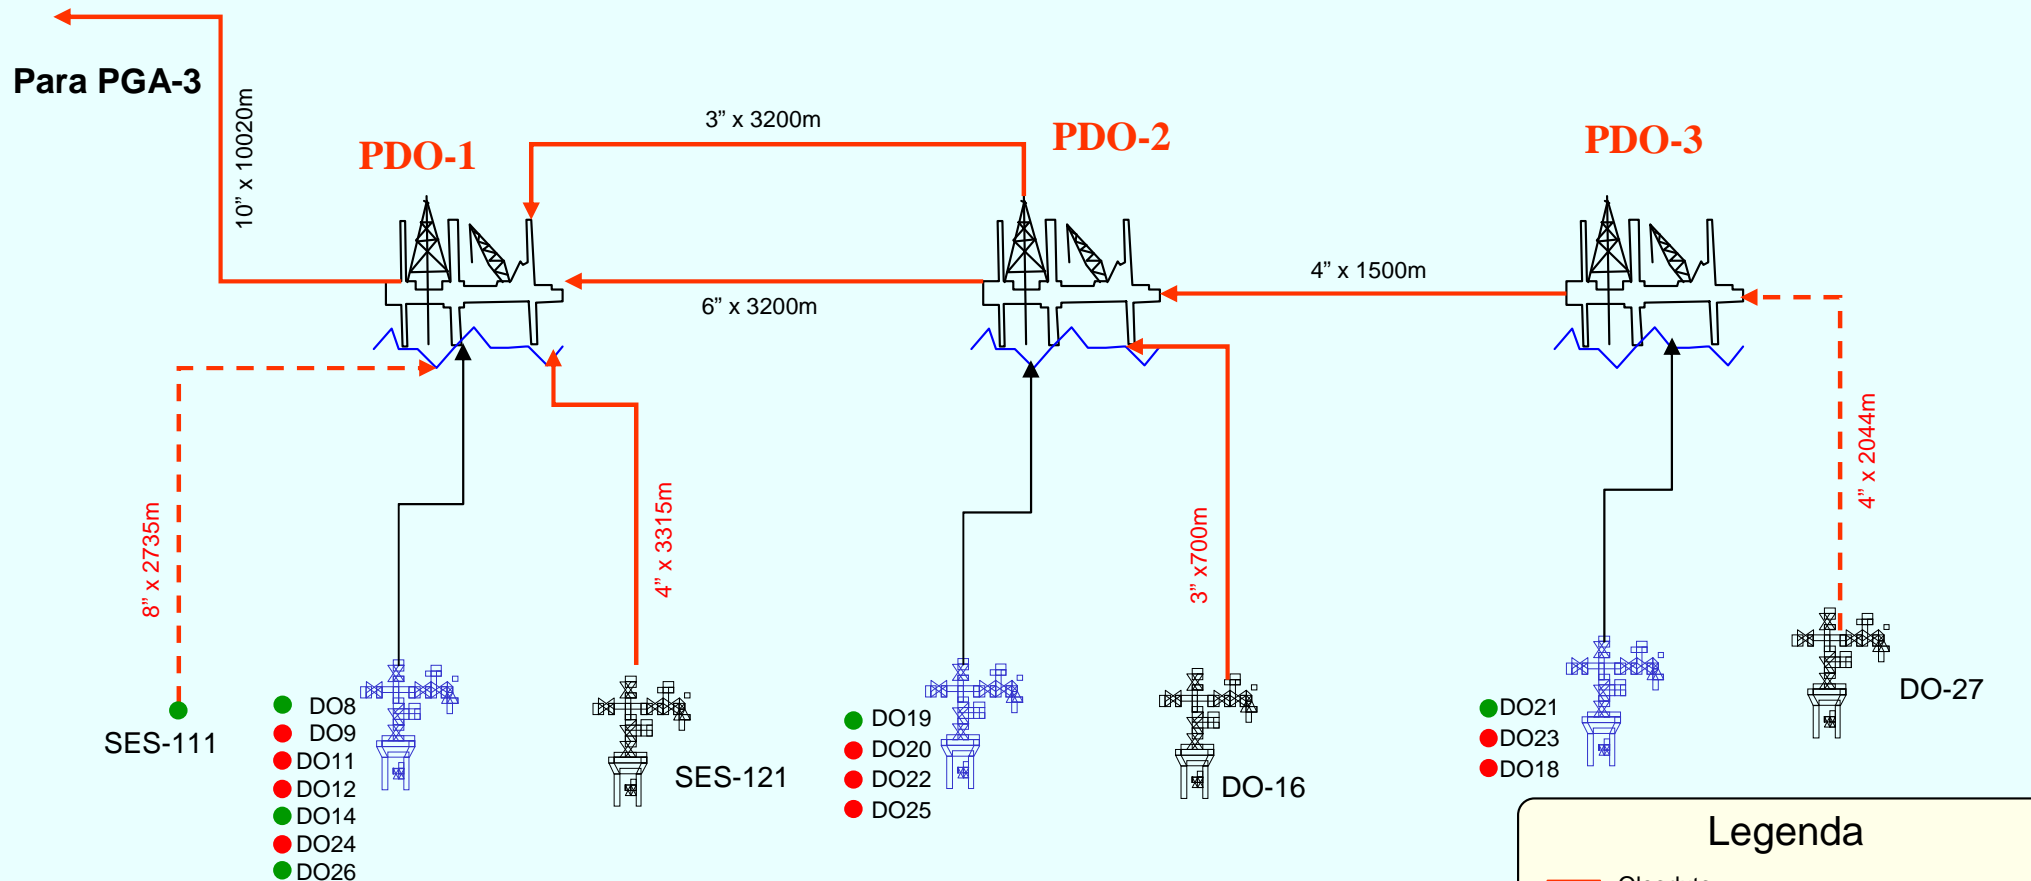 Para PGA-3
10” x 10020m
PDO-1
3” x 3200m
PDO-2
PDO-3
6” x 3200m
4” x 1500m
8” x 2735m
4” x 3315m
3” x700m
4” x 2044m
SES-111
DO8
DO9
DO11
DO12
DO14
DO24
DO26
SES-121
DO19
DO20
DO22
DO25
DO-16
DO21
DO23
DO18
DO-27
Legenda